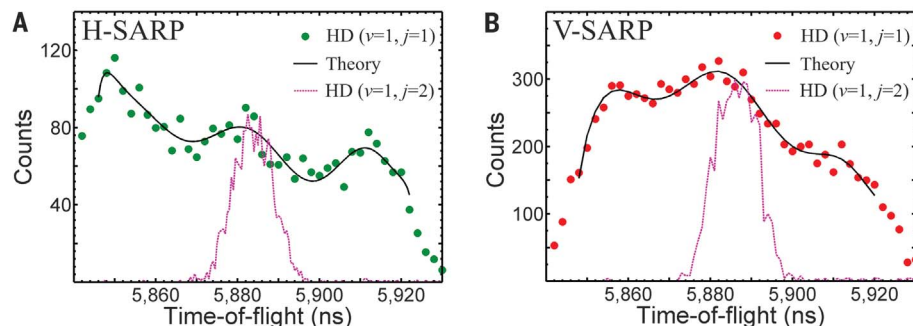 A
H-SARP
HD (v=1, j=1)
Theory
HD (v=1, j=2)
120
80
40
Counts
5,860
5,880
5,900
5,920
Time-of-flight (ns)
B
V-SARP
HD (v=1, j=1)
Theory
HD (v=1, j=2)
300
200
100
Counts
5,860
5,880
5,900
5,920
Time-of-flight (ns)